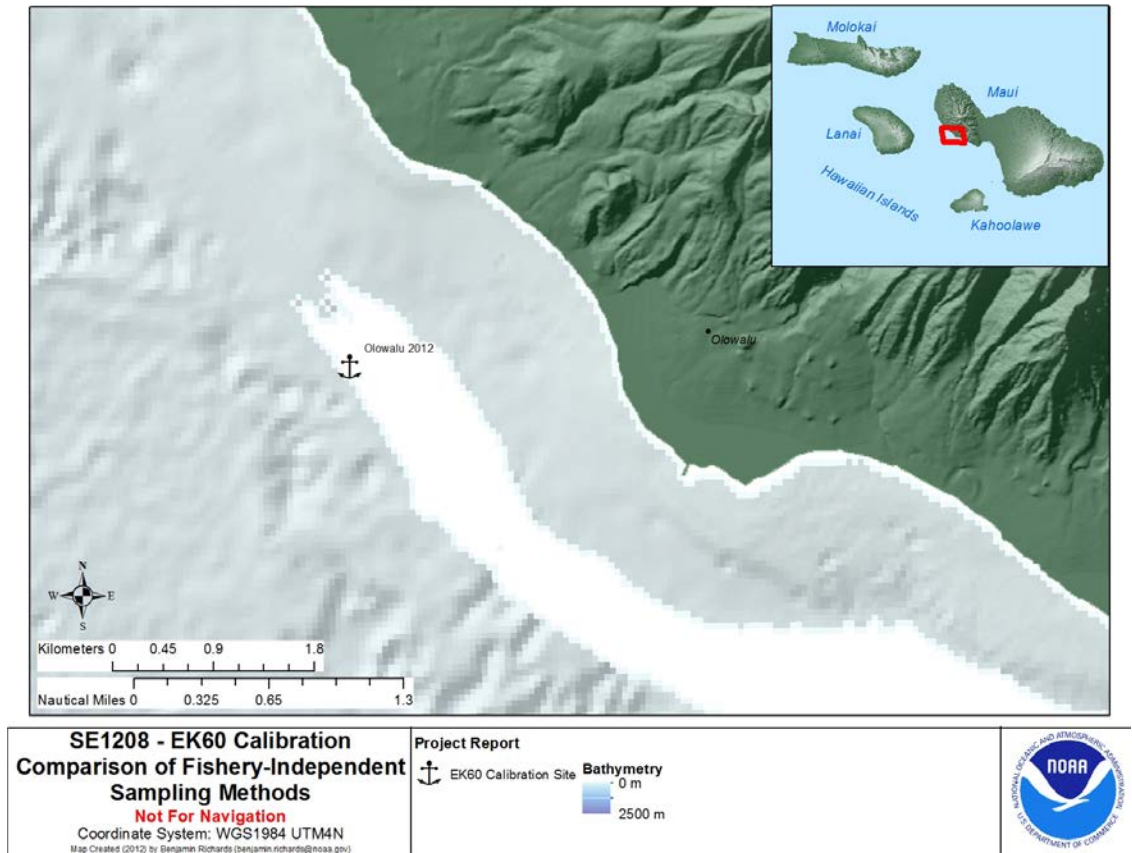 Molokai
Maui
Lanai
Hawaiian Islands
Kahoolawe
Olowalu
Olowalu 2012
N
W E
S
Kilometers 0 0.45 0.9 1.8
Nautical Miles 0 0.325 0.65 1.3
SE1208 - EK60 Calibration
Comparison of Fishery-Independent
Sampling Methods
Not For Navigation
Coordinate System: WGS1984 UTM4N
Map Created (2012) by Benjamin Richards (benjamin.richards@noaa.gov)
Project Report
EK60 Calibration Site
Bathymetry
0 m
2500 m
NATIONAL OCEANIC AND ATMOSPHERIC ADMINISTRATION
NOAA
U.S. DEPARTMENT OF COMMERCE